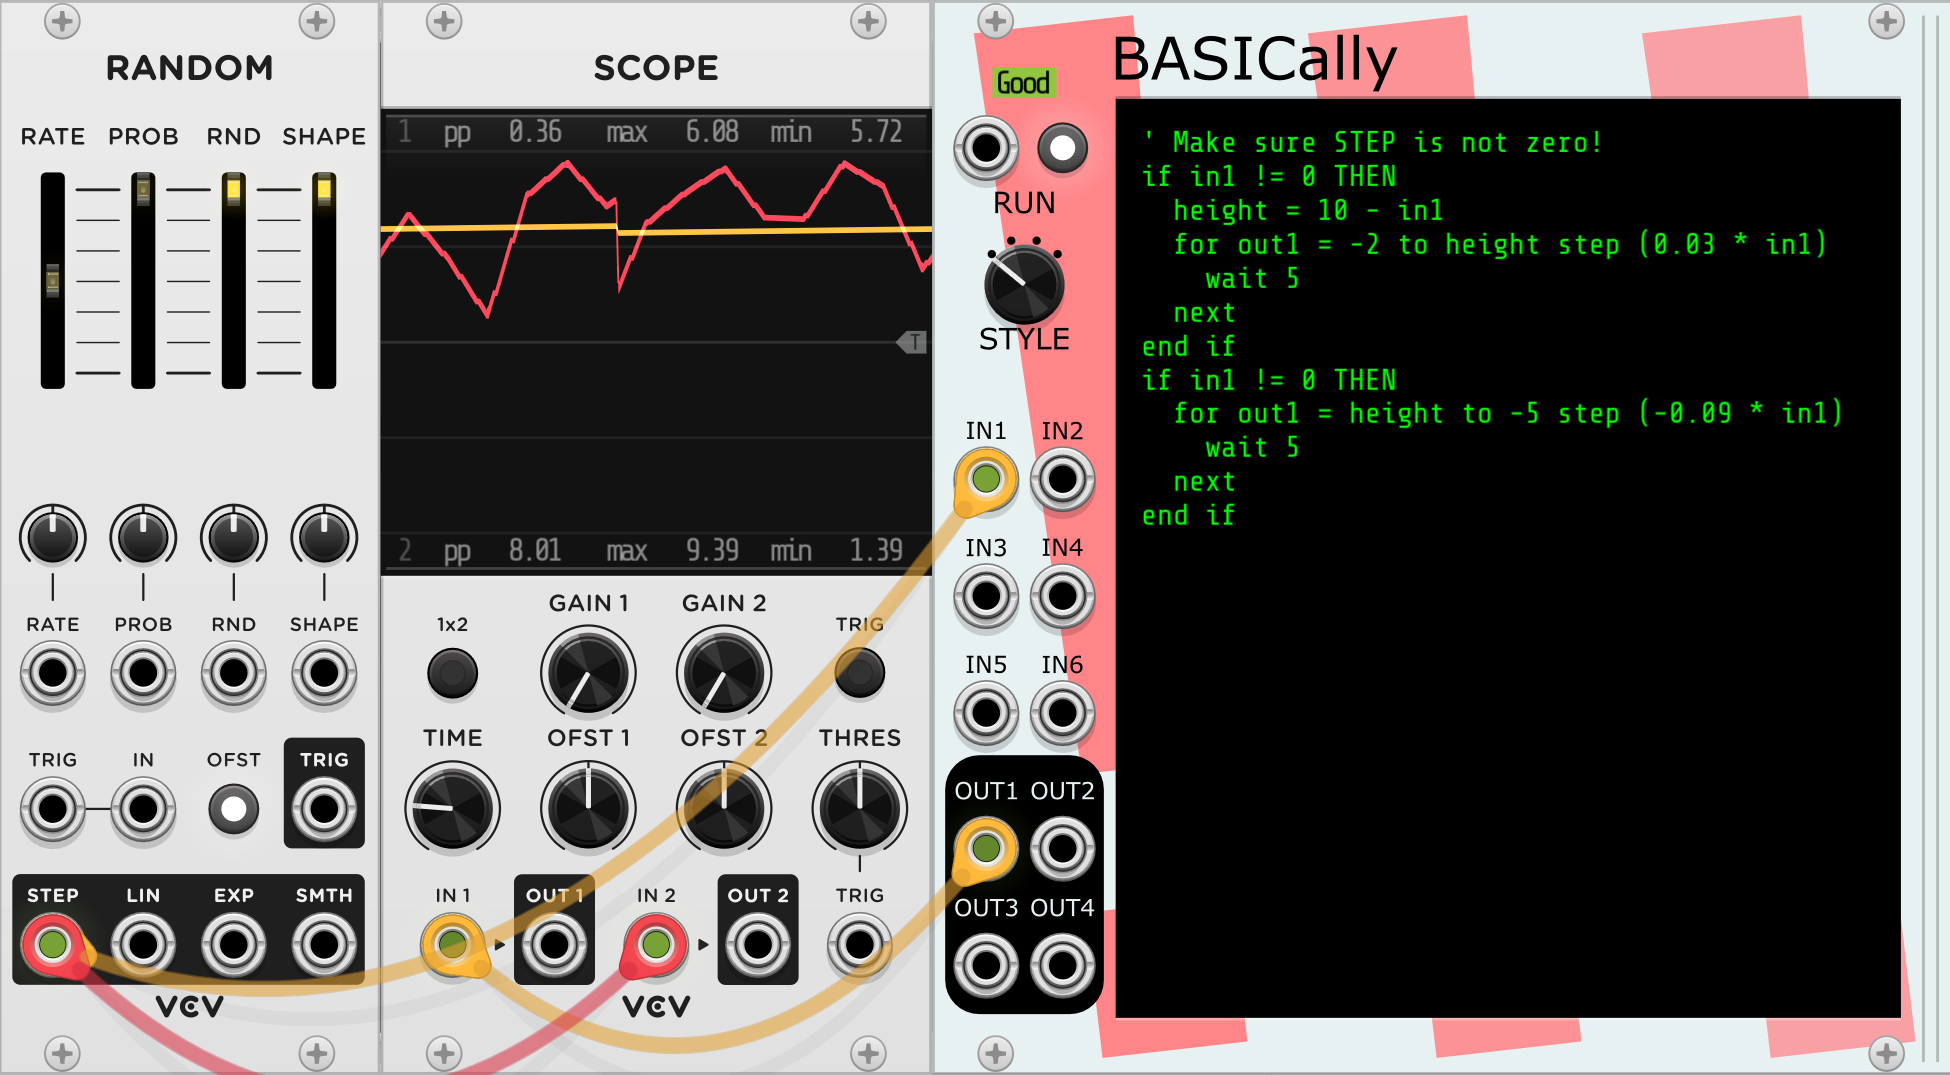 RANDOM
RATE PROB RND SHAPE
RATE PROB RND SHAPE
TRIG IN OFST TRIG
STEP LIN EXP SMTH
VCV
SCOPE
1 pp 0.36 max 6.08 min 5.72
T
2 pp 8.01 max 9.39 min 1.39
1x2 GAIN 1 GAIN 2 TRIG
TIME OFST 1 OFST 2 THRES
IN 1 OUT 1 IN 2 OUT 2 TRIG
VCV
BASICally
Good
RUN
STYLE
IN1 IN2
IN3 IN4
IN5 IN6
OUT1 OUT2
OUT3 OUT4
' Make sure STEP is not zero!
if in1 != 0 THEN
  height = 10 - in1
  for out1 = -2 to height step (0.03 * in1)
    wait 5
  next
end if
if in1 != 0 THEN
  for out1 = height to -5 step (-0.09 * in1)
    wait 5
  next
end if